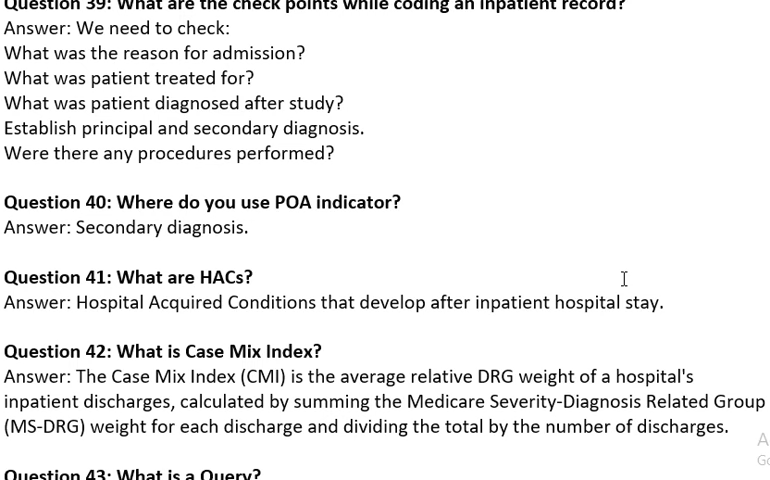 Question 39: What are the check points while coding an inpatient record?
Answer: We need to check:
What was the reason for admission?
What was patient treated for?
What was patient diagnosed after study?
Establish principal and secondary diagnosis.
Were there any procedures performed?
Question 40: Where do you use POA indicator?
Answer: Secondary diagnosis.
Question 41: What are HACs?
Answer: Hospital Acquired Conditions that develop after inpatient hospital stay.
Question 42: What is Case Mix Index?
Answer: The Case Mix Index (CMI) is the average relative DRG weight of a hospital's
inpatient discharges, calculated by summing the Medicare Severity-Diagnosis Related Group
(MS-DRG) weight for each discharge and dividing the total by the number of discharges.
Question 43: What is a Query?